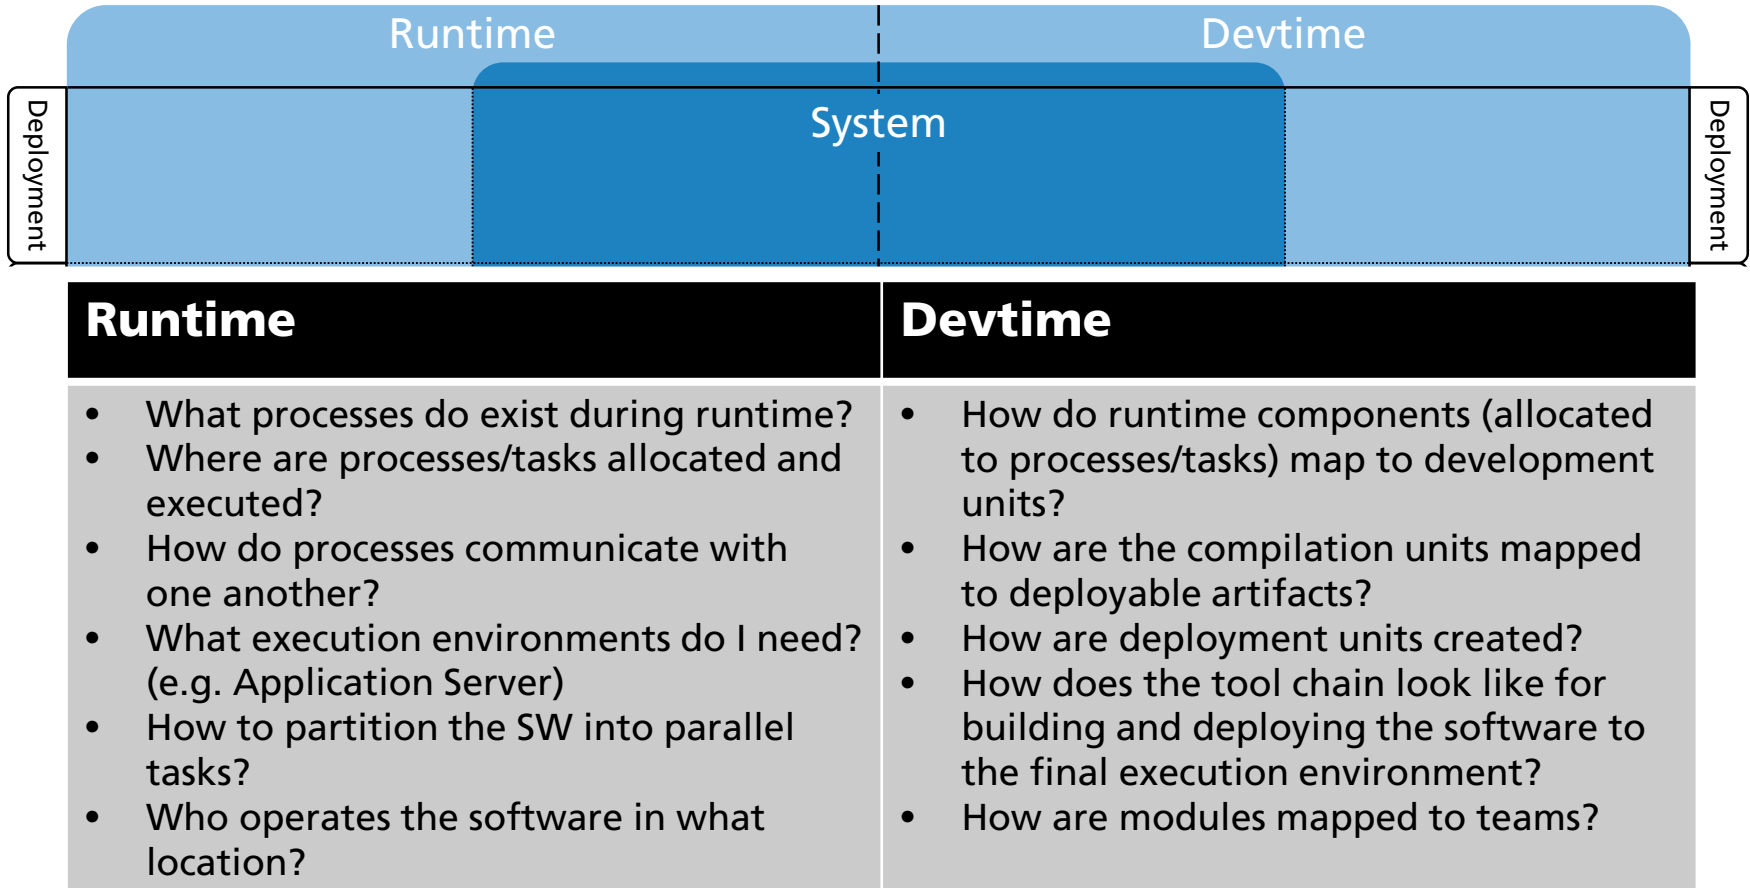 Runtime
Devtime
Deployment
System
Deployment
Runtime
Devtime
• What processes do exist during runtime?
• Where are processes/tasks allocated and
executed?
• How do processes communicate with
one another?
• What execution environments do I need?
(e.g. Application Server)
• How to partition the SW into parallel
tasks?
• Who operates the software in what
location?
• How do runtime components (allocated
to processes/tasks) map to development
units?
• How are the compilation units mapped
to deployable artifacts?
• How are deployment units created?
• How does the tool chain look like for
building and deploying the software to
the final execution environment?
• How are modules mapped to teams?